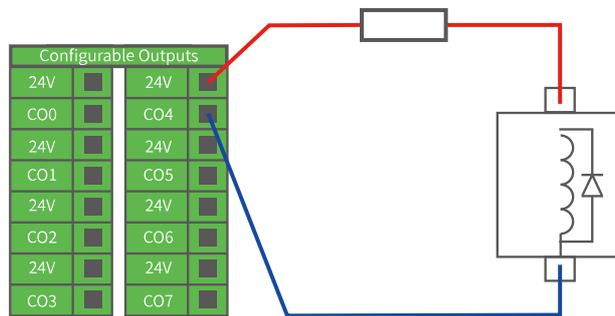 Configurable Outputs
24V 24V
CO0 CO4
24V 24V
CO1 CO5
24V 24V
CO2 CO6
24V 24V
CO3 CO7